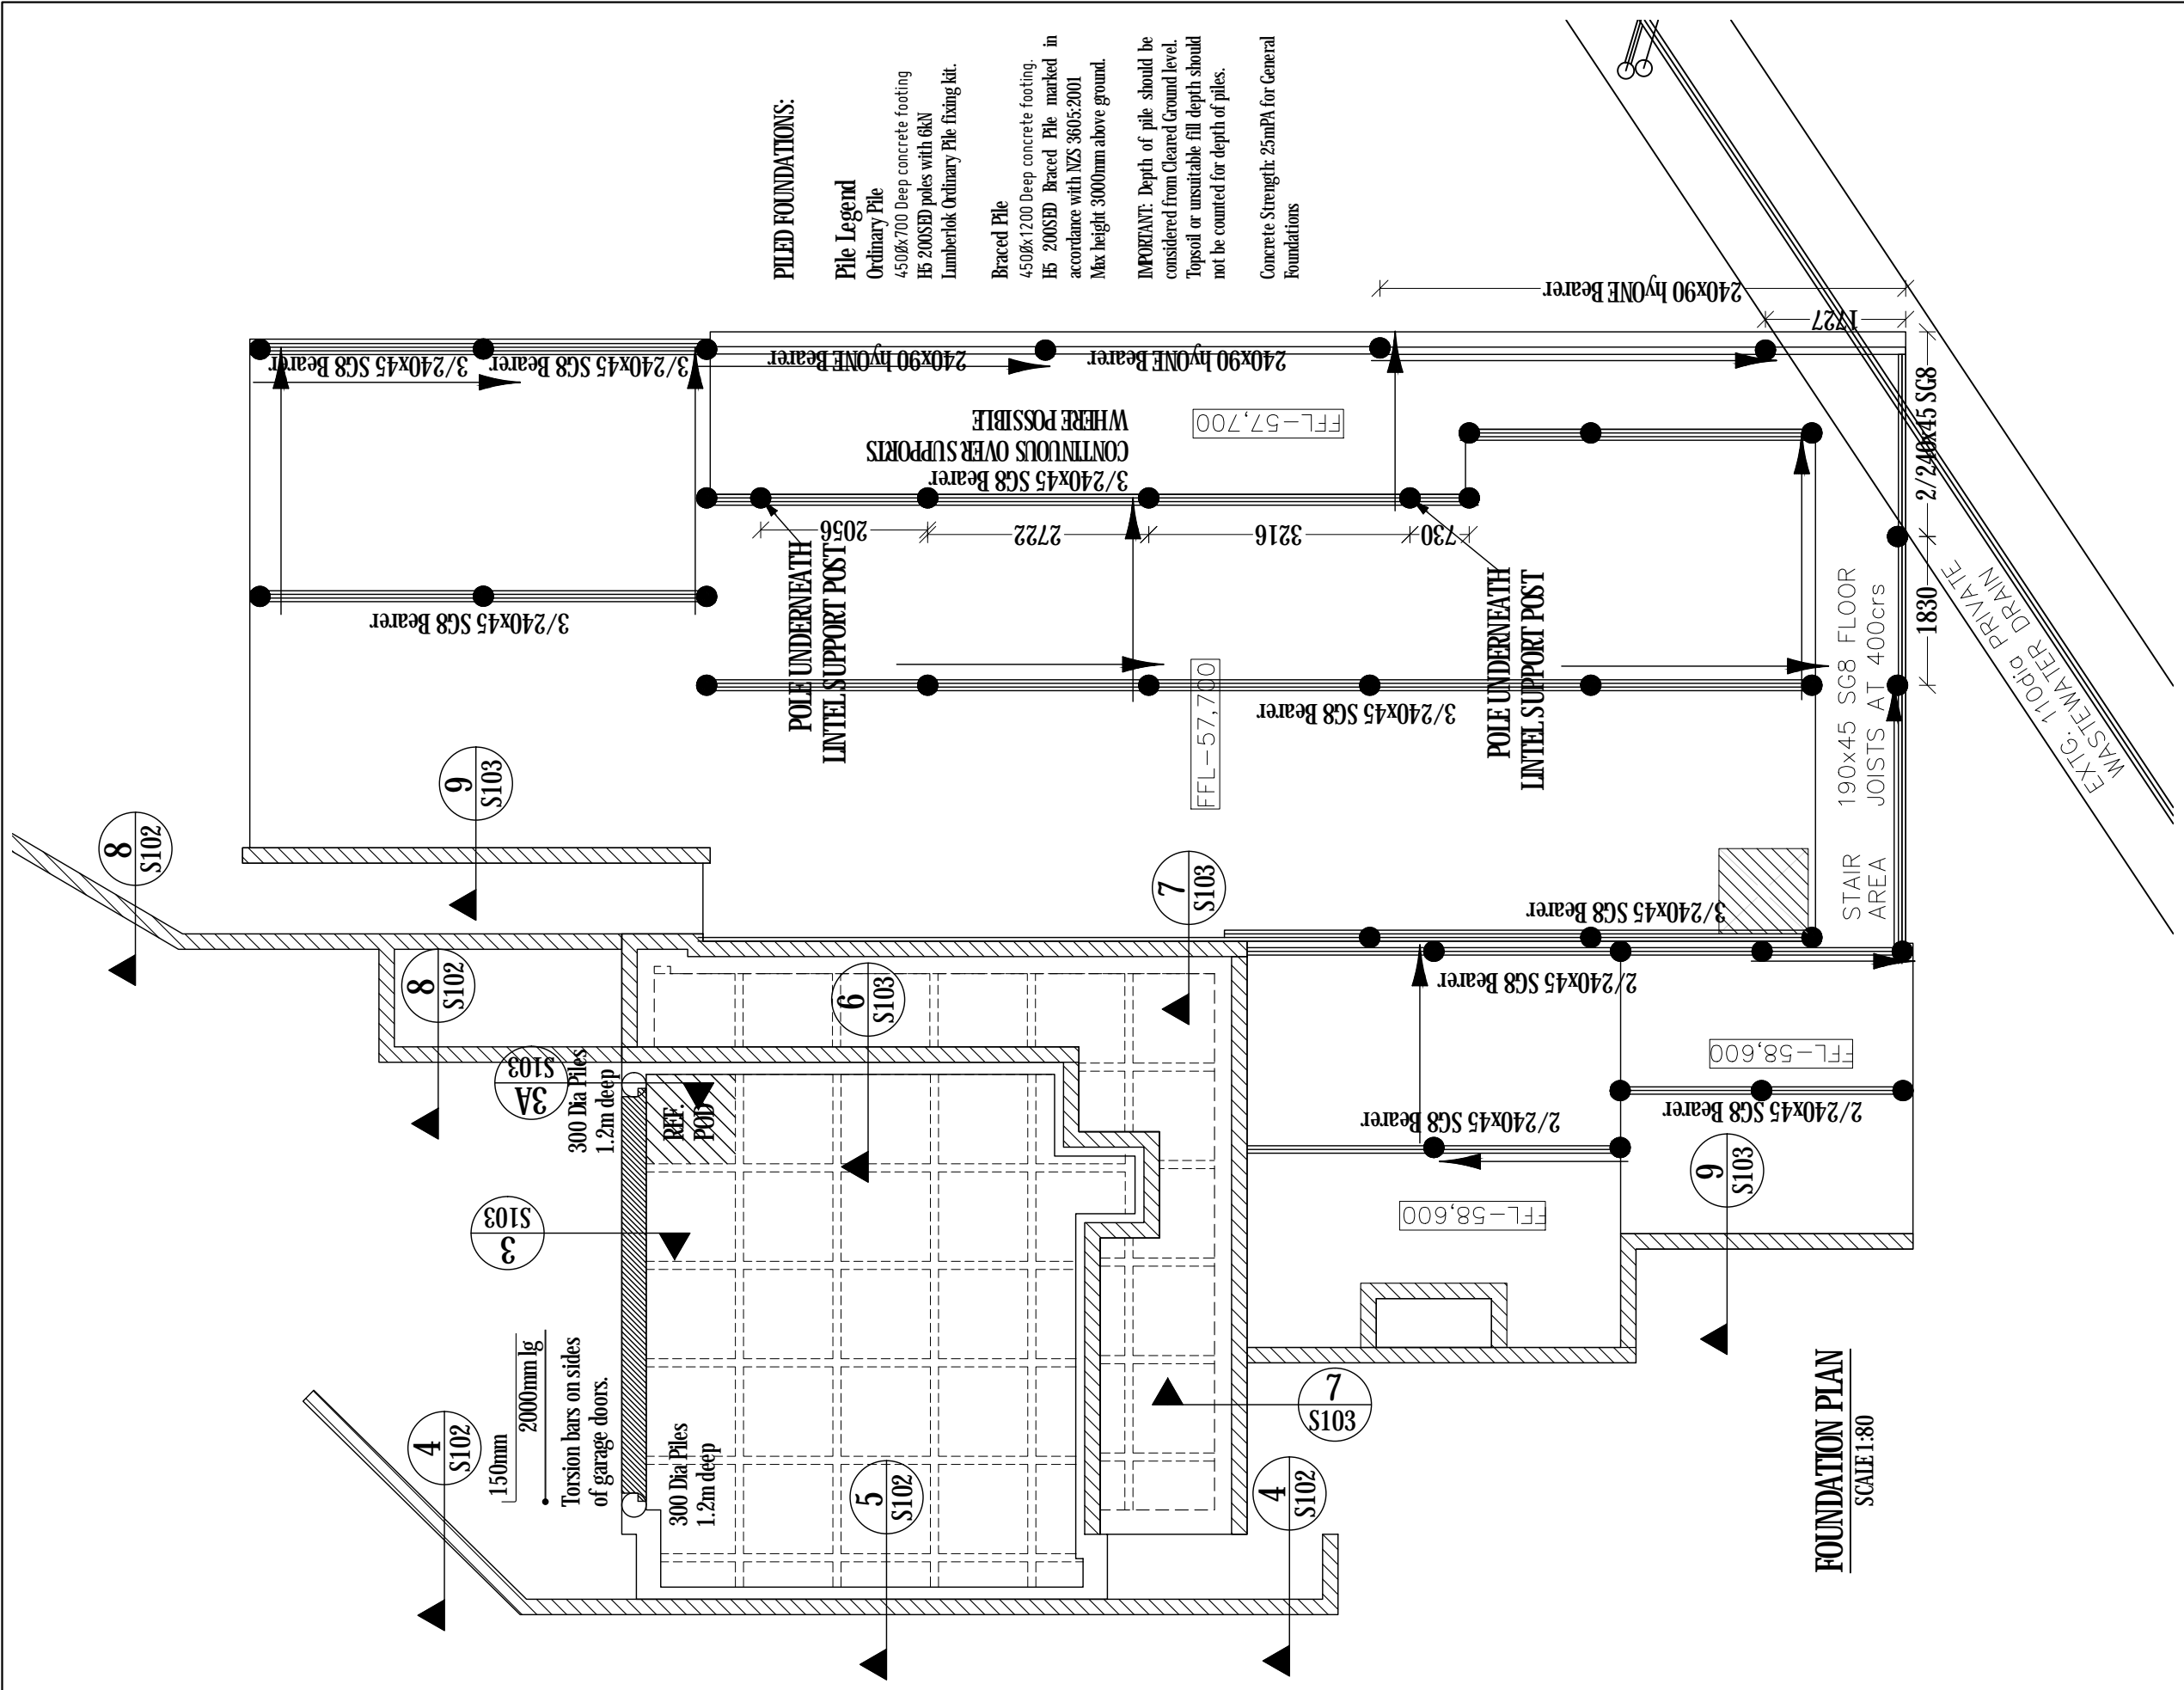 PILED FOUNDATIONS:
Pile Legend
Ordinary Pile
450Øx700 Deep concrete footing
H5 200SED poles with 6kN
Lumberlok Ordinary Pile fixing kit.
Braced Pile
450Øx1200 Deep concrete footing.
H5 200SED Braced Pile marked in
accordance with NZS 3605:2001
Max height 3000mm above ground.
IMPORTANT: Depth of pile should be
considered from Cleared Ground level.
Topsoil or unsuitable fill depth should
not be counted for depth of piles.
Concrete Strength: 25mPA for General
Foundations
240x90 hyONE Bearer
1727
3/240x45 SG8 Bearer
3/240x45 SG8 Bearer
240x90 hyONE Bearer
240x90 hyONE Bearer
3/240x45 SG8 Bearer
CONTINUOUS OVER SUPPORTS
WHERE POSSIBLE
FFL-57,700
2/240x45 SG8
1830
2056
2722
3216
730
POLE UNDERNEATH
LINTEL SUPPORT POST
POLE UNDERNEATH
LINTEL SUPPORT POST
3/240x45 SG8 Bearer
3/240x45 SG8 Bearer
FFL-57,700
190x45 SG8 FLOOR
JOISTS AT 400crs
EXTG. 110dia PRIVATE
WASTEWATER DRAIN
STAIR
AREA
9
S103
8
S102
8
S102
7
S103
6
S103
3/240x45 SG8 Bearer
2/240x45 SG8 Bearer
FFL-58,600
2/240x45 SG8 Bearer
2/240x45 SG8 Bearer
FFL-58,600
9
S103
3A
S103
300 Dia Piles
1.2m deep
REF.
POD
3
S103
150mm
2000mm lg
Torsion bars on sides
of garage doors.
300 Dia Piles
1.2m deep
4
S102
5
S102
7
S103
4
S102
FOUNDATION PLAN
SCALE 1:80